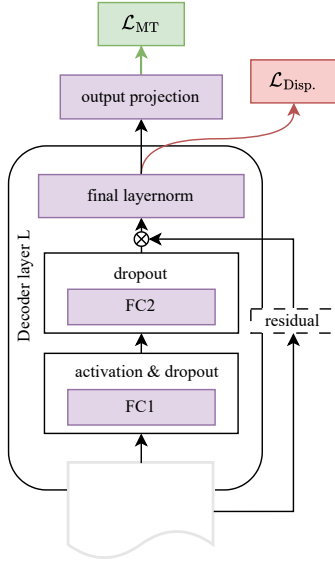 ℒMT
output projection
ℒDisp.
Decoder layer L
final layernorm
dropout
FC2
residual
activation & dropout
FC1